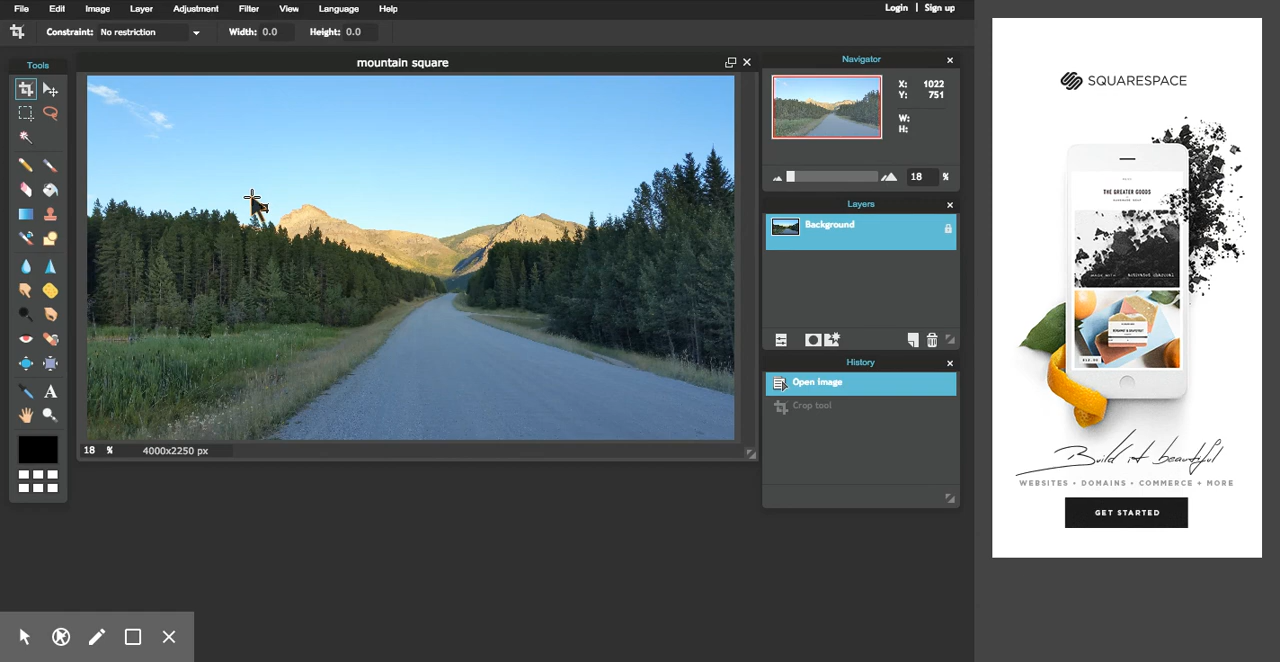 File Edit Image Layer Adjustment Filter View Language Help Login | Sign up
Constraint: No restriction Width: 0.0 Height: 0.0
Tools
mountain square
18 % 4000x2250 px
Navigator
X: 1022
Y: 751
W:
H:
18 %
Layers
Background
History
Open Image
Crop tool
A
SQUARESPACE
THE GREATER GOODS
Build it beautiful
WEBSITES • DOMAINS • COMMERCE + MORE
GET STARTED